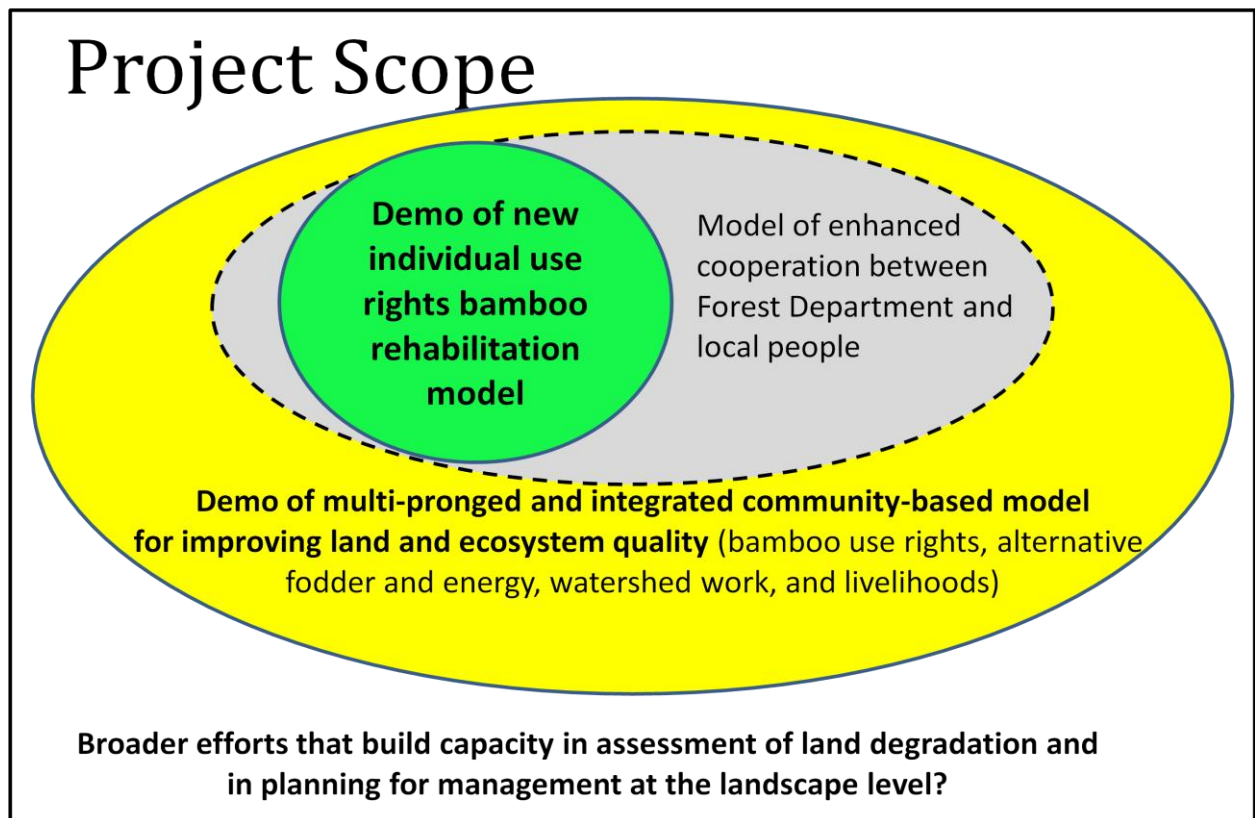 Project Scope
Demo of new
individual use
rights bamboo
rehabilitation
model
Model of enhanced
cooperation between
Forest Department and
local people
Demo of multi-pronged and integrated community-based model
for improving land and ecosystem quality (bamboo use rights, alternative
fodder and energy, watershed work, and livelihoods)
Broader efforts that build capacity in assessment of land degradation and
in planning for management at the landscape level?